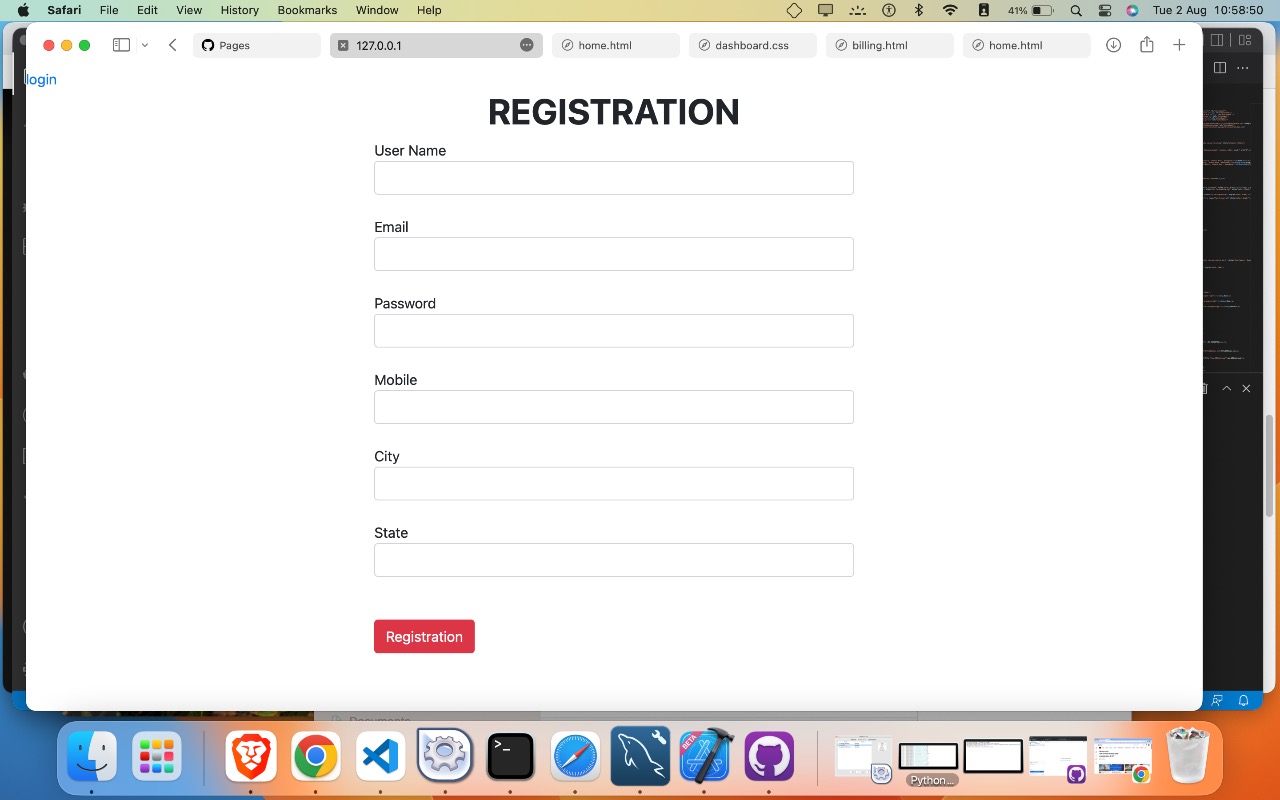 Safari File Edit View History Bookmarks Window Help 41% Tue 2 Aug 10:58:50
Pages 127.0.0.1 home.html dashboard.css billing.html home.html
login
REGISTRATION
User Name
Email
Password
Mobile
City
State
Registration
Documents
BETA
>_
Python...